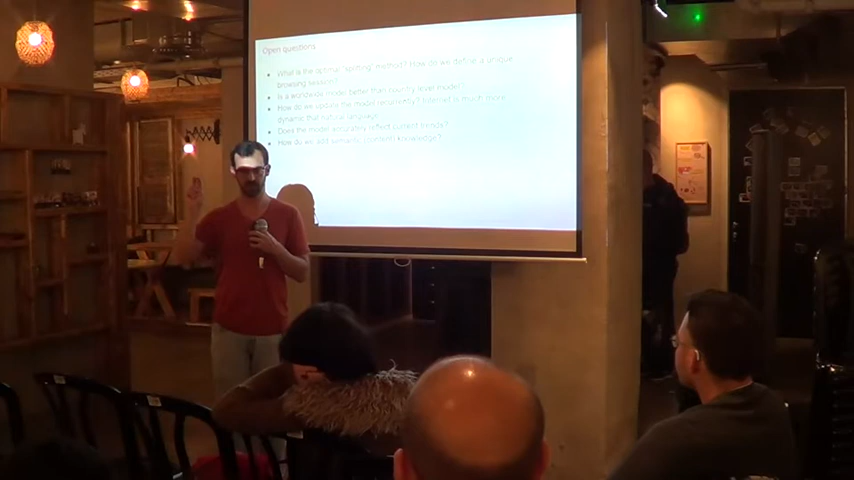 Open questions
What is the optimal "splitting" method? How do we define a unique
browsing session?
Is a worldwide model better than country level model?
How do we update the model recurrently? Internet is much more
dynamic that natural language.
Does the model accurately reflect current trends?
How do we add semantic (content) knowledge?